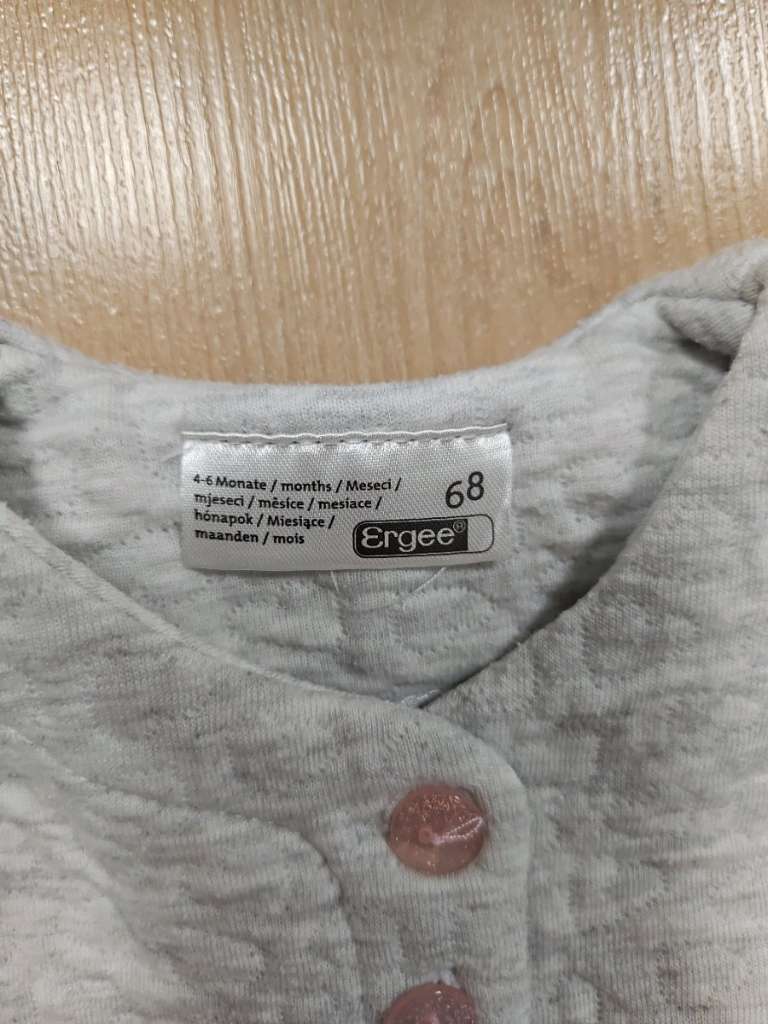 4-6 Monate / months / Meseci /
mjeseci / měsíce / mesiace /
hónapok / Miesiące /
maanden / mois
68
Ergee®